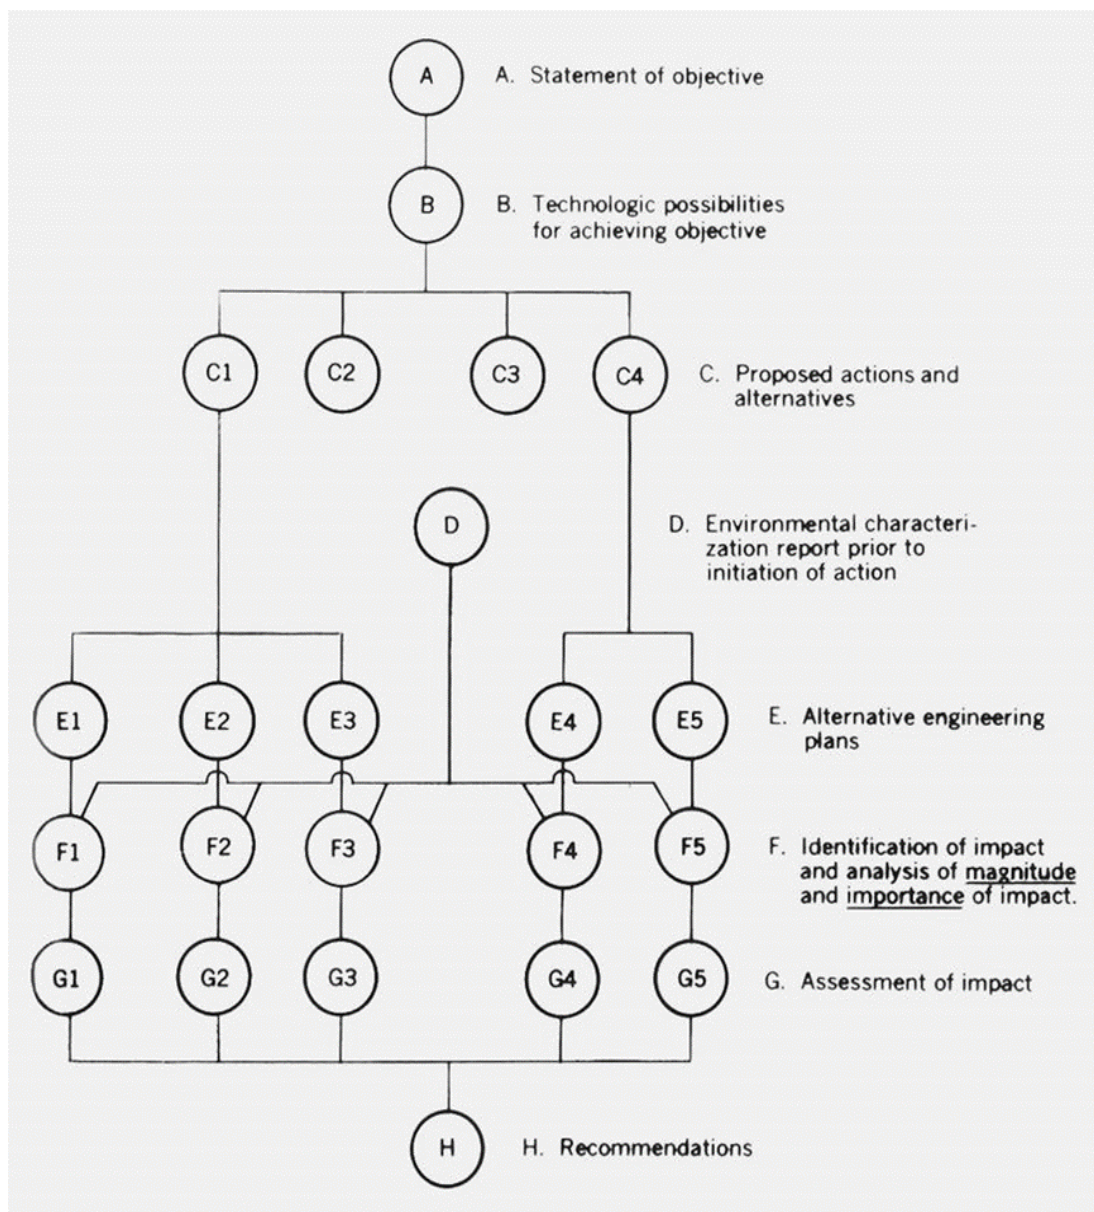 A
A. Statement of objective
B
B. Technologic possibilities
for achieving objective
C1
C2
C3
C4
C. Proposed actions and
alternatives
D
D. Environmental characteri-
zation report prior to
initiation of action
E1
E2
E3
E4
E5
E. Alternative engineering
plans
F1
F2
F3
F4
F5
F. Identification of impact
and analysis of magnitude
and importance of impact.
G1
G2
G3
G4
G5
G. Assessment of impact
H
H. Recommendations